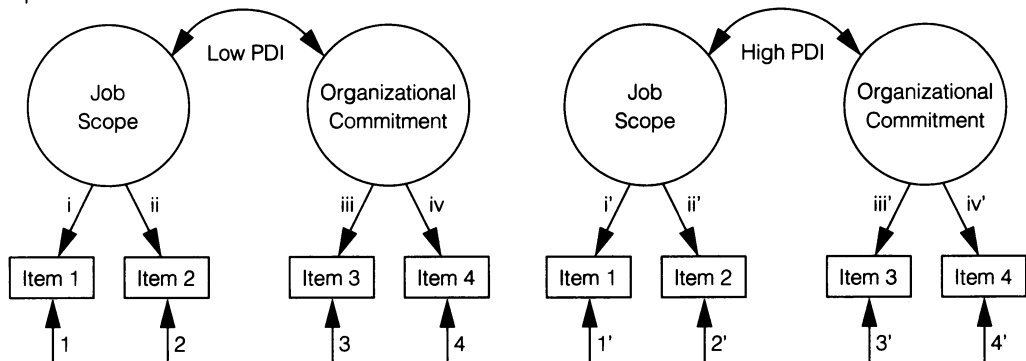 Low PDI
High PDI
Job
Scope
Organizational
Commitment
Job
Scope
Organizational
Commitment
i
ii
iii
iv
i'
ii'
iii'
iv'
Item 1
Item 2
Item 3
Item 4
Item 1
Item 2
Item 3
Item 4
1
2
3
4
1'
2'
3'
4'